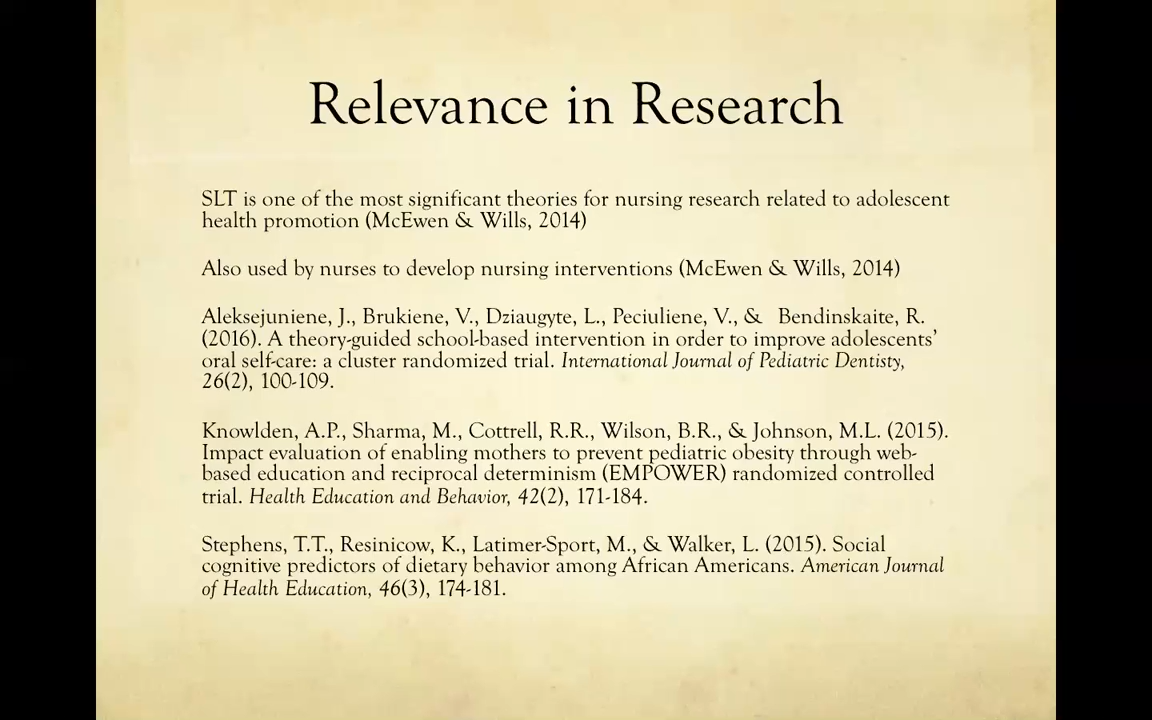 Relevance in Research
SLT is one of the most significant theories for nursing research related to adolescent
health promotion (McEwen & Wills, 2014)
Also used by nurses to develop nursing interventions (McEwen & Wills, 2014)
Aleksejuniene, J., Brukiene, V., Dziaugyte, L., Peciuliene, V., & Bendinskaite, R.
(2016). A theory-guided school-based intervention in order to improve adolescents’
oral self-care: a cluster randomized trial. International Journal of Pediatric Dentisty,
26(2), 100-109.
Knowlden, A.P., Sharma, M., Cottrell, R.R., Wilson, B.R., & Johnson, M.L. (2015).
Impact evaluation of enabling mothers to prevent pediatric obesity through web-
based education and reciprocal determinism (EMPOWER) randomized controlled
trial. Health Education and Behavior, 42(2), 171-184.
Stephens, T.T., Resinicow, K., Latimer-Sport, M., & Walker, L. (2015). Social
cognitive predictors of dietary behavior among African Americans. American Journal
of Health Education, 46(3), 174-181.